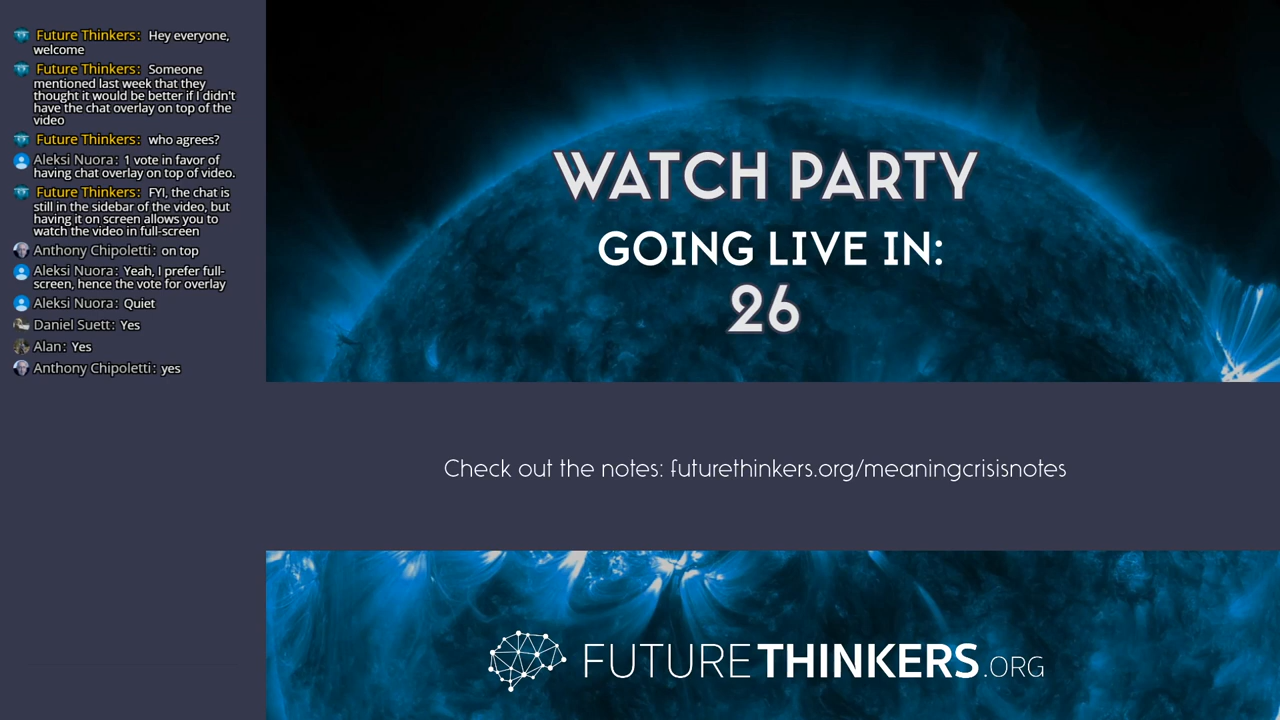 Future Thinkers: Hey everyone,
welcome
Future Thinkers: Someone
mentioned last week that they
thought it would be better if I didn't
have the chat overlay on top of the
video
Future Thinkers: who agrees?
Aleksi Nuora: 1 vote in favor of
having chat overlay on top of video.
Future Thinkers: FYI, the chat is
still in the sidebar of the video, but
having it on screen allows you to
watch the video in full-screen
Anthony Chipoletti: on top
Aleksi Nuora: Yeah, I prefer full-
screen, hence the vote for overlay
Aleksi Nuora: Quiet
Daniel Suett: Yes
Alan: Yes
Anthony Chipoletti: yes
WATCH PARTY
GOING LIVE IN:
26
Check out the notes: futurethinkers.org/meaningcrisisnotes
FUTURETHINKERS.ORG